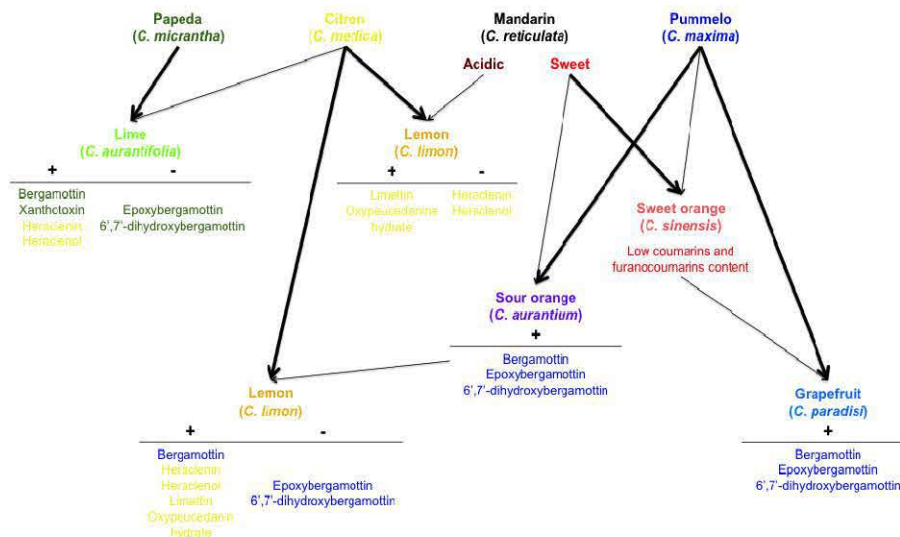 Papeda
(C. micrantha)
Citron
(C. medica)
Mandarin
(C. reticulata)
Pummelo
(C. maxima)
Acidic
Sweet
Lime
(C. aurantifolia)
+ -
Bergamottin
Xanthctoxin
Heraclenin
Heraclenol
Epoxybergamottin
6',7'-dihydroxybergamottin
Lemon
(C. limon)
+ -
Limettin
Oxypeucedanine
hydrate
Heraclenin
Heraclenol
Sweet orange
(C. sinensis)
Low coumarins and
furanocoumarins content
Sour orange
(C. aurantium)
+
Bergamottin
Epoxybergamottin
6',7'-dihydroxybergamottin
Lemon
(C. limon)
+ -
Bergamottin
Heraclenin
Heraclenol
Limettin
Oxypeucedanin
hydrate
Epoxybergamottin
6',7'-dihydroxybergamottin
Grapefruit
(C. paradisi)
+
Bergamottin
Epoxybergamottin
6',7'-dihydroxybergamottin